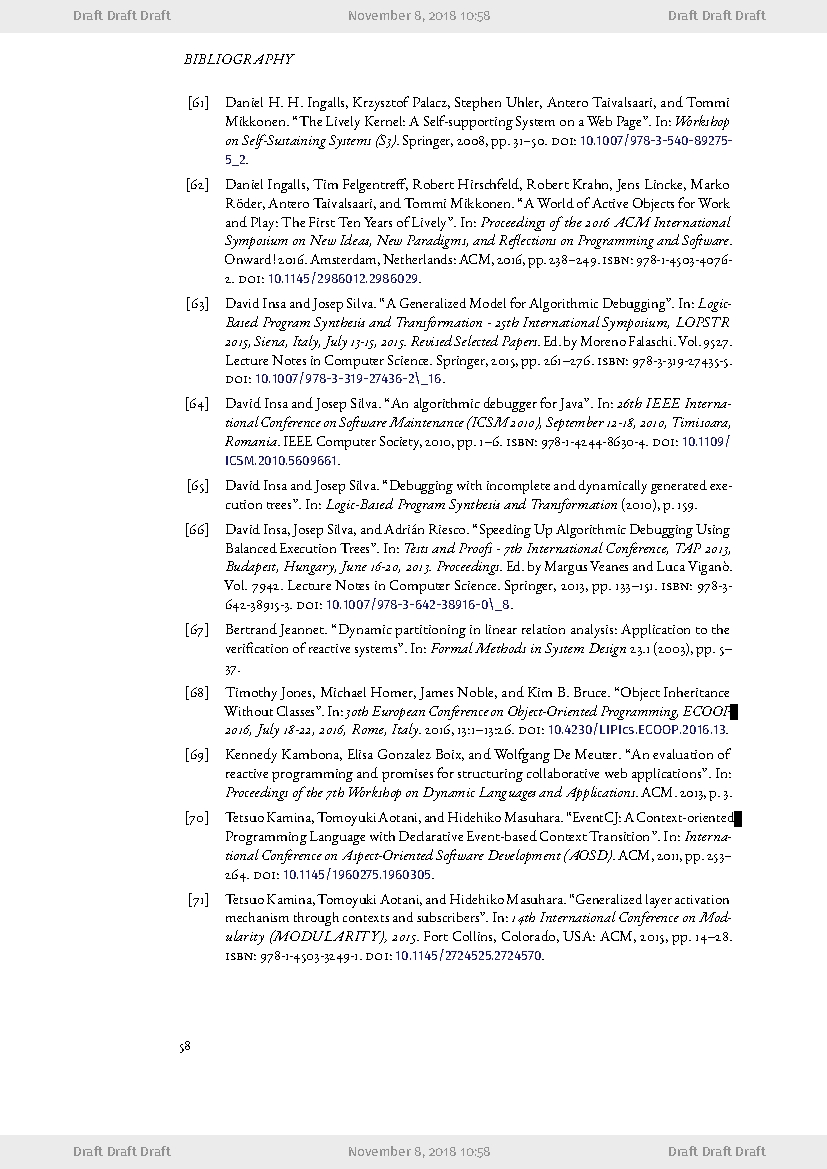 Draft Draft Draft November 8, 2018 10:58 Draft Draft Draft
BIBLIOGRAPHY
[61] Daniel H. H. Ingalls, Krzysztof Palacz, Stephen Uhler, Antero Taivalsaari, and Tommi
Mikkonen. “The Lively Kernel: A Self-supporting System on a Web Page”. In: Workshop
on Self-Sustaining Systems (S3). Springer, 2008, pp. 31–50. DOI: 10.1007/978-3-540-89275-
5_2.
[62] Daniel Ingalls, Tim Felgentreff, Robert Hirschfeld, Robert Krahn, Jens Lincke, Marko
Röder, Antero Taivalsaari, and Tommi Mikkonen. “A World of Active Objects for Work
and Play: The First Ten Years of Lively”. In: Proceedings of the 2016 ACM International
Symposium on New Ideas, New Paradigms, and Reflections on Programming and Software.
Onward! 2016. Amsterdam, Netherlands: ACM, 2016, pp. 238–249. ISBN: 978-1-4503-4076-
2. DOI: 10.1145/2986012.2986029.
[63] David Insa and Josep Silva. “A Generalized Model for Algorithmic Debugging”. In: Logic-
Based Program Synthesis and Transformation - 25th International Symposium, LOPSTR
2015, Siena, Italy, July 13-15, 2015. Revised Selected Papers. Ed. by Moreno Falaschi. Vol. 9527.
Lecture Notes in Computer Science. Springer, 2015, pp. 261–276. ISBN: 978-3-319-27435-5.
DOI: 10.1007/978-3-319-27436-2\_16.
[64] David Insa and Josep Silva. “An algorithmic debugger for Java”. In: 26th IEEE Interna-
tional Conference on Software Maintenance (ICSM 2010), September 12-18, 2010, Timisoara,
Romania. IEEE Computer Society, 2010, pp. 1–6. ISBN: 978-1-4244-8630-4. DOI: 10.1109/
ICSM.2010.5609661.
[65] David Insa and Josep Silva. “Debugging with incomplete and dynamically generated exe-
cution trees”. In: Logic-Based Program Synthesis and Transformation (2010), p. 159.
[66] David Insa, Josep Silva, and Adrián Riesco. “Speeding Up Algorithmic Debugging Using
Balanced Execution Trees”. In: Tests and Proofs - 7th International Conference, TAP 2013,
Budapest, Hungary, June 16-20, 2013. Proceedings. Ed. by Margus Veanes and Luca Viganò.
Vol. 7942. Lecture Notes in Computer Science. Springer, 2013, pp. 133–151. ISBN: 978-3-
642-38915-3. DOI: 10.1007/978-3-642-38916-0\_8.
[67] Bertrand Jeannet. “Dynamic partitioning in linear relation analysis: Application to the
verification of reactive systems”. In: Formal Methods in System Design 23.1 (2003), pp. 5–
37.
[68] Timothy Jones, Michael Homer, James Noble, and Kim B. Bruce. “Object Inheritance
Without Classes”. In: 30th European Conference on Object-Oriented Programming, ECOOP
2016, July 18-22, 2016, Rome, Italy. 2016, 13:1–13:26. DOI: 10.4230/LIPIcs.ECOOP.2016.13.
[69] Kennedy Kambona, Elisa Gonzalez Boix, and Wolfgang De Meuter. “An evaluation of
reactive programming and promises for structuring collaborative web applications”. In:
Proceedings of the 7th Workshop on Dynamic Languages and Applications. ACM. 2013, p. 3.
[70] Tetsuo Kamina, Tomoyuki Aotani, and Hidehiko Masuhara. “EventCJ: A Context-oriented
Programming Language with Declarative Event-based Context Transition”. In: Interna-
tional Conference on Aspect-Oriented Software Development (AOSD). ACM, 2011, pp. 253–
264. DOI: 10.1145/1960275.1960305.
[71] Tetsuo Kamina, Tomoyuki Aotani, and Hidehiko Masuhara. “Generalized layer activation
mechanism through contexts and subscribers”. In: 14th International Conference on Mod-
ularity (MODULARITY), 2015. Fort Collins, Colorado, USA: ACM, 2015, pp. 14–28.
ISBN: 978-1-4503-3249-1. DOI: 10.1145/2724525.2724570.
58
Draft Draft Draft November 8, 2018 10:58 Draft Draft Draft